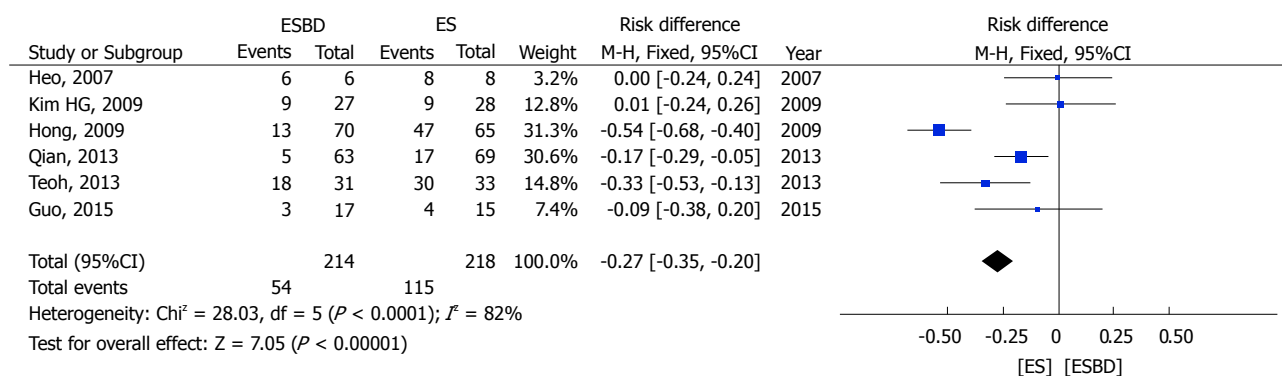 ESBD ES Risk difference Risk difference
Study or Subgroup Events Total Events Total Weight M-H, Fixed, 95%CI Year M-H, Fixed, 95%CI
Heo, 2007 6 6 8 8 3.2% 0.00 [-0.24, 0.24] 2007
Kim HG, 2009 9 27 9 28 12.8% 0.01 [-0.24, 0.26] 2009
Hong, 2009 13 70 47 65 31.3% -0.54 [-0.68, -0.40] 2009
Qian, 2013 5 63 17 69 30.6% -0.17 [-0.29, -0.05] 2013
Teoh, 2013 18 31 30 33 14.8% -0.33 [-0.53, -0.13] 2013
Guo, 2015 3 17 4 15 7.4% -0.09 [-0.38, 0.20] 2015
Total (95%CI) 214 218 100.0% -0.27 [-0.35, -0.20]
Total events 54 115
Heterogeneity: Chiᶻ = 28.03, df = 5 (P < 0.0001); Iᶻ = 82%
Test for overall effect: Z = 7.05 (P < 0.00001)
-0.50 -0.25 0 0.25 0.50
[ES] [ESBD]